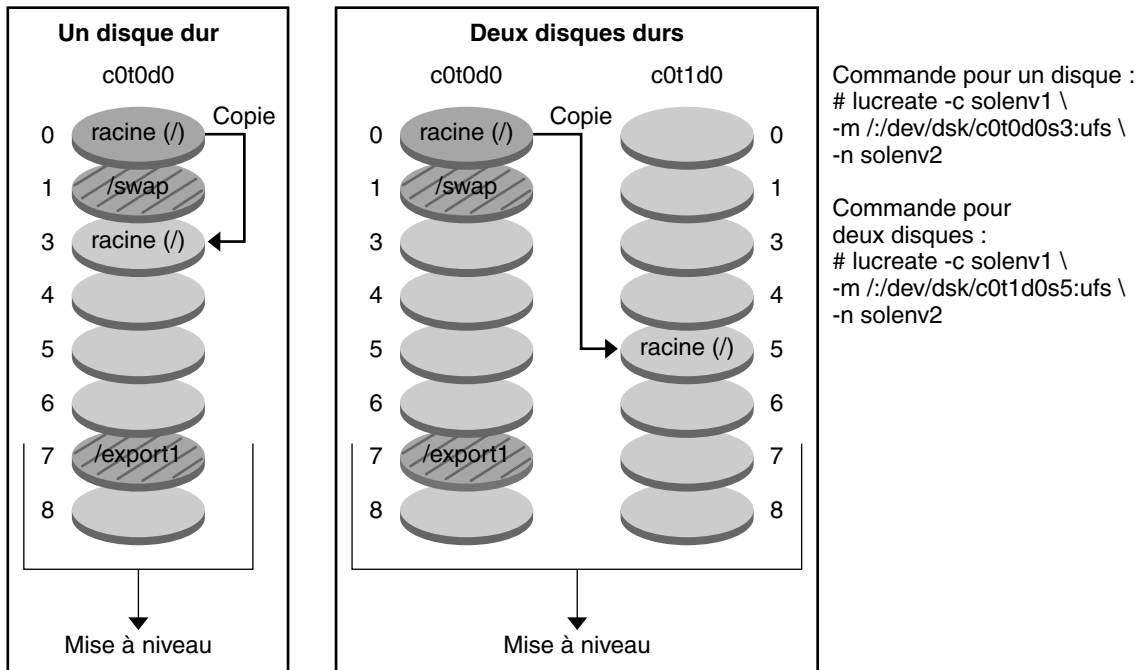 Un disque dur
c0t0d0
Copie
0 racine (/)
1 /swap
3 racine (/)
4
5
6
7 /export1
8
Mise à niveau
Deux disques durs
c0t0d0 c0t1d0
Copie
0 racine (/) 0
1 /swap 1
3 3
4 4
5 racine (/) 5
6 6
7 /export1 7
8 8
Mise à niveau
Commande pour un disque :
# lucreate -c solenv1 \
-m /:/dev/dsk/c0t0d0s3:ufs \
-n solenv2
Commande pour
deux disques :
# lucreate -c solenv1 \
-m /:/dev/dsk/c0t1d0s5:ufs \
-n solenv2